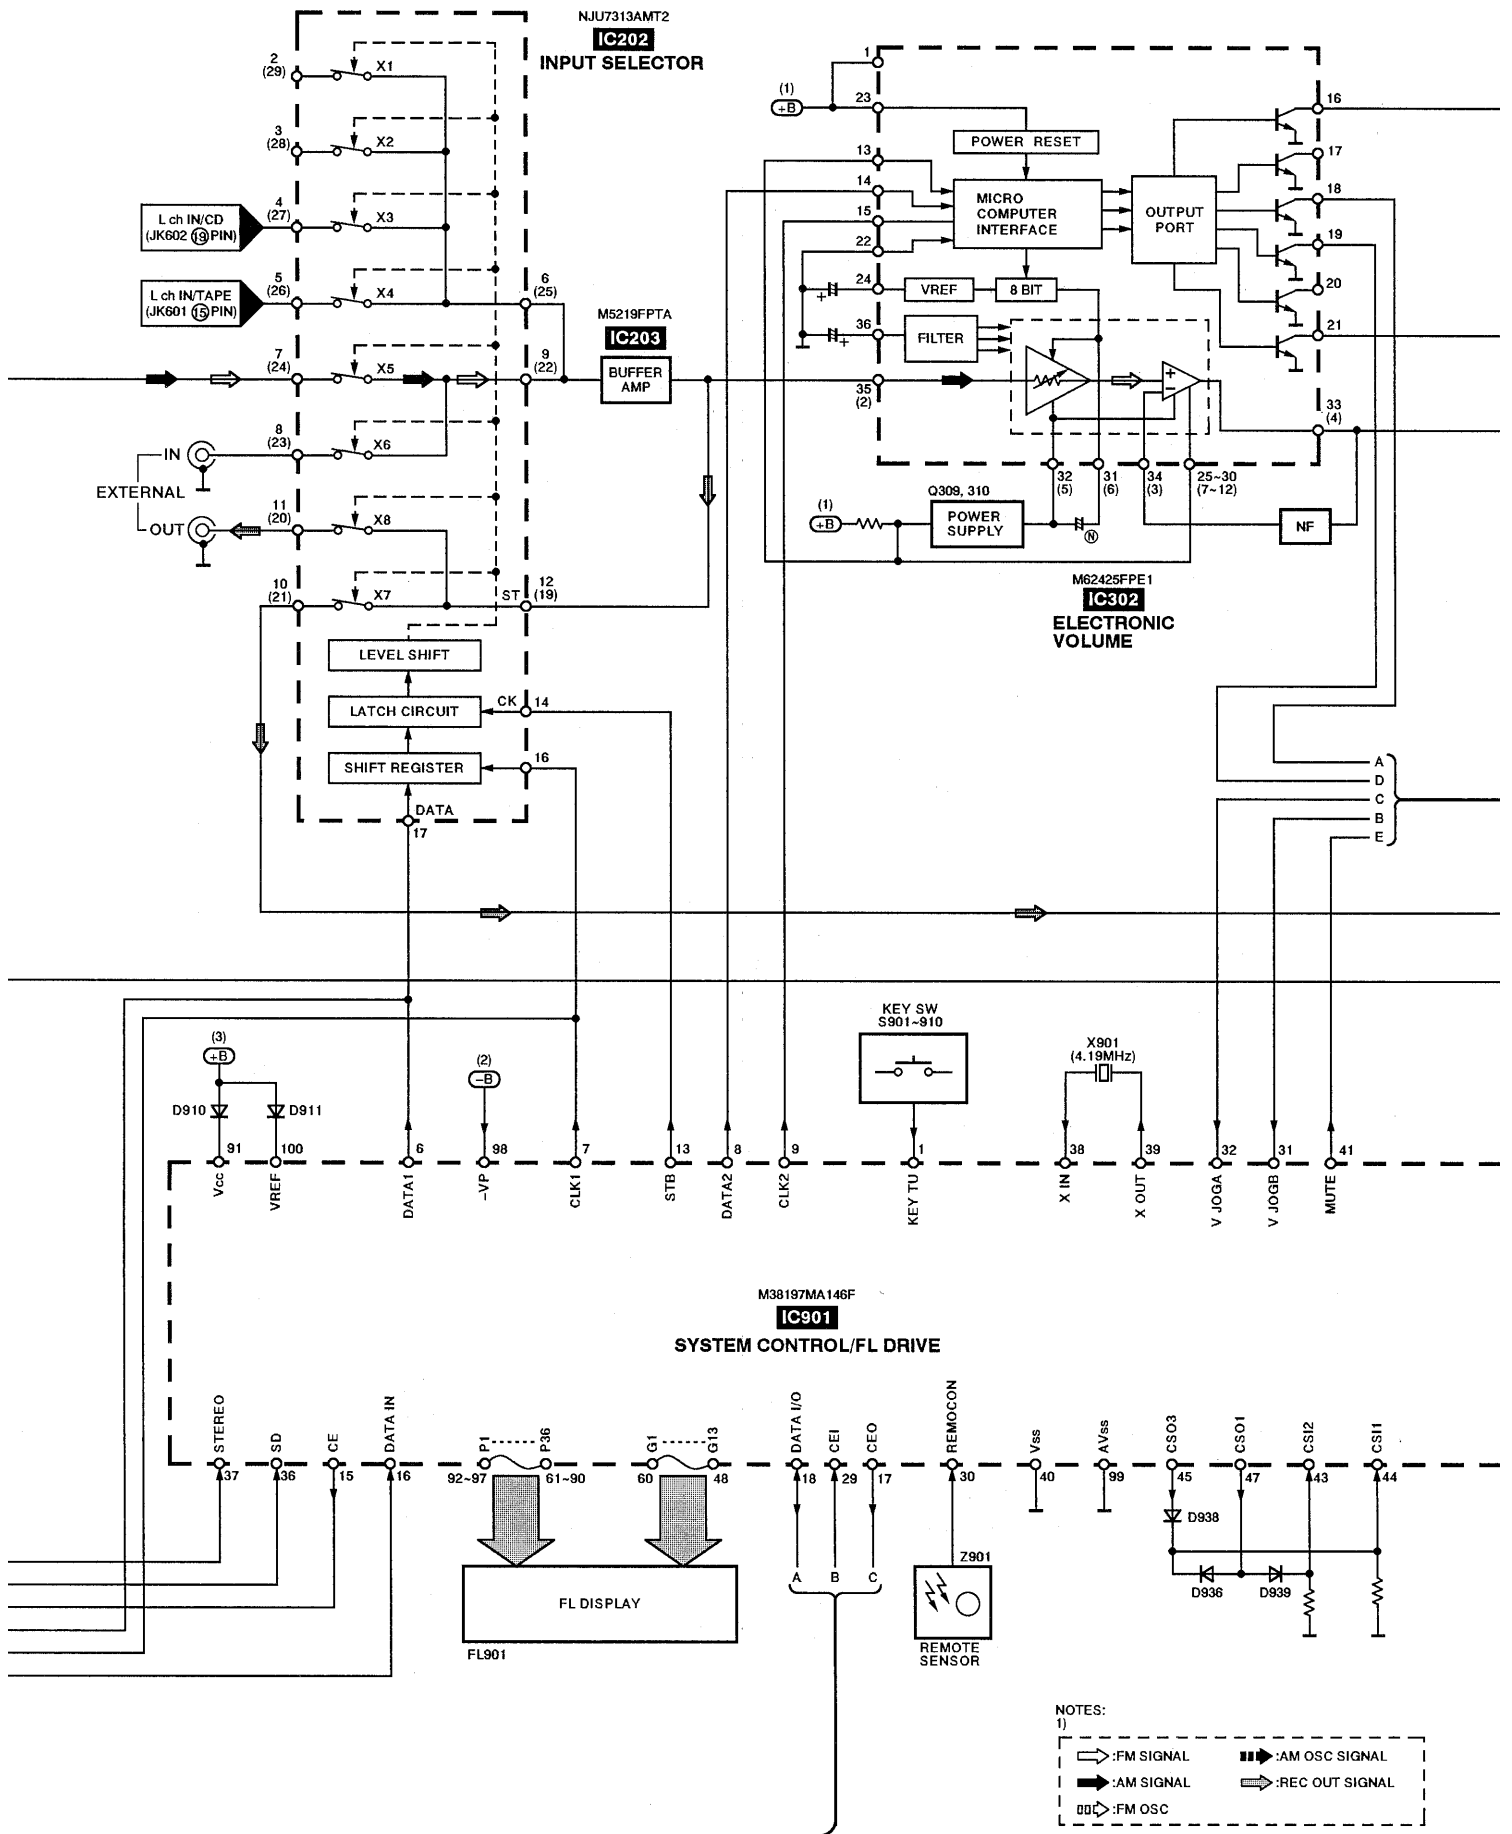 NJU7313AMT2
IC202
INPUT SELECTOR
2
(29)
X1
3
(28)
X2
L ch IN/CD
(JK602 ⑲ PIN)
4
(27)
X3
L ch IN/TAPE
(JK601 ⑮ PIN)
5
(26)
X4
6
(25)
7
(24)
X5
9
(22)
M5219FPTA
IC203
BUFFER
AMP
8
(23)
X6
IN
EXTERNAL
OUT
11
(20)
X8
10
(21)
X7
ST
12
(19)
LEVEL SHIFT
LATCH CIRCUIT
CK
14
SHIFT REGISTER
16
DATA
17
(1)
+B
1
23
POWER RESET
13
14
15
22
MICRO
COMPUTER
INTERFACE
OUTPUT
PORT
24
VREF
8 BIT
36
FILTER
+
+
35
(2)
+
−
16
17
18
19
20
21
33
(4)
32
(5)
31
(6)
34
(3)
25~30
(7~12)
(1)
+B
Q309, 310
POWER
SUPPLY
N
NF
M62425FPE1
IC302
ELECTRONIC
VOLUME
A
D
C
B
E
(3)
+B
D910
D911
(2)
−B
KEY SW
S901~910
X901
(4.19MHz)
91
100
6
98
7
13
8
9
1
38
39
32
31
41
Vcc
VREF
DATA1
-VP
CLK1
STB
DATA2
CLK2
KEY TU
X IN
X OUT
V JOGA
V JOGB
MUTE
M38197MA146F
IC901
SYSTEM CONTROL/FL DRIVE
STEREO
SD
CE
DATA IN
P1
P36
G1
G13
DATA I/O
CEI
CEO
REMOCON
Vss
AVss
CSO3
CSO1
CSI2
CSI1
37
36
15
16
92~97
61~90
60
48
18
29
17
30
40
99
45
47
43
44
D938
D936
D939
A
B
C
Z901
REMOTE
SENSOR
FL DISPLAY
FL901
NOTES:
1)
:FM SIGNAL
:AM OSC SIGNAL
:AM SIGNAL
:REC OUT SIGNAL
:FM OSC